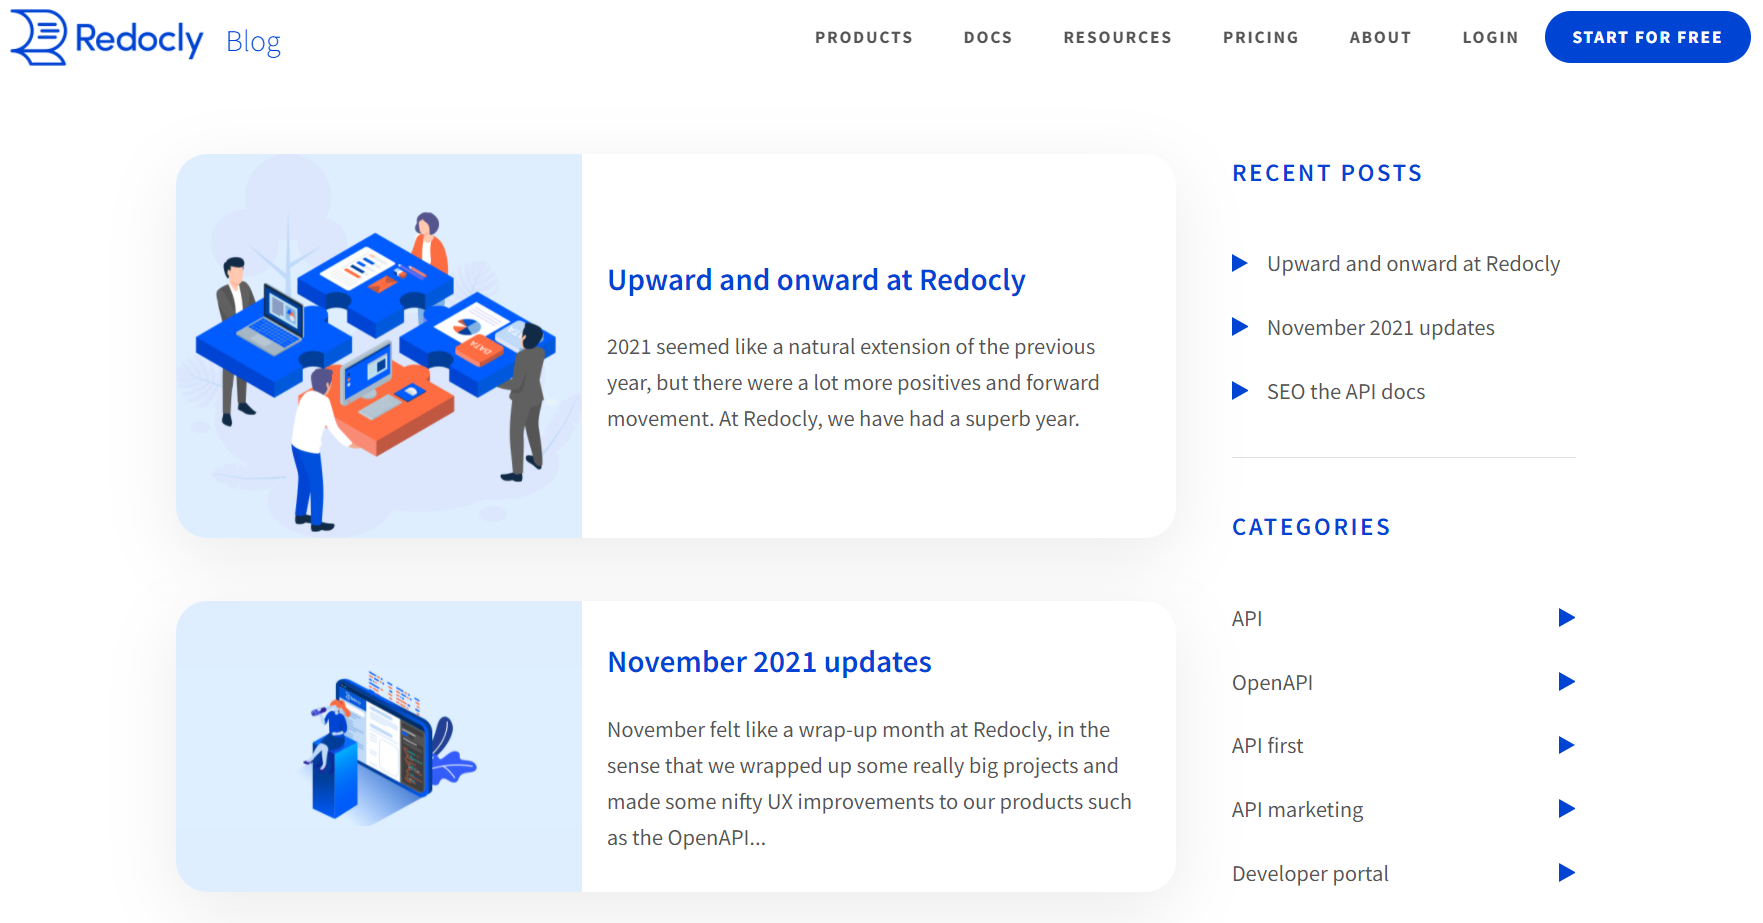 Redocly Blog
PRODUCTS DOCS RESOURCES PRICING ABOUT LOGIN START FOR FREE
Upward and onward at Redocly
2021 seemed like a natural extension of the previous
year, but there were a lot more positives and forward
movement. At Redocly, we have had a superb year.
DATA
DATA
November 2021 updates
November felt like a wrap-up month at Redocly, in the
sense that we wrapped up some really big projects and
made some nifty UX improvements to our products such
as the OpenAPI...
RECENT POSTS
Upward and onward at Redocly
November 2021 updates
SEO the API docs
CATEGORIES
API
OpenAPI
API first
API marketing
Developer portal